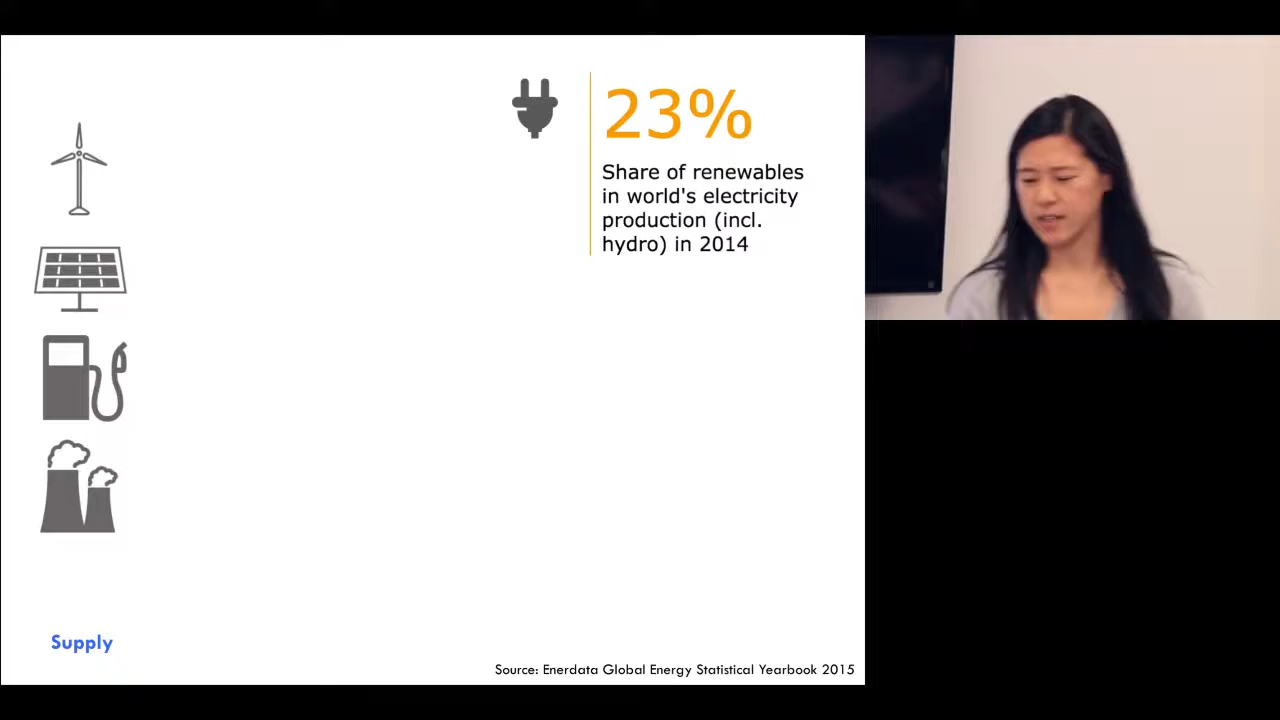 23%
Share of renewables
in world's electricity
production (incl.
hydro) in 2014
Supply
Source: Enerdata Global Energy Statistical Yearbook 2015